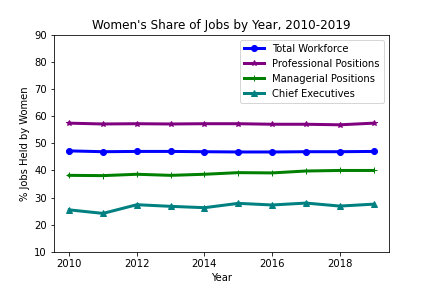 Women's Share of Jobs by Year, 2010-2019
90
80
70
60
50
40
30
20
10
% Jobs Held by Women
Total Workforce
Professional Positions
Managerial Positions
Chief Executives
2010
2012
2014
2016
2018
Year